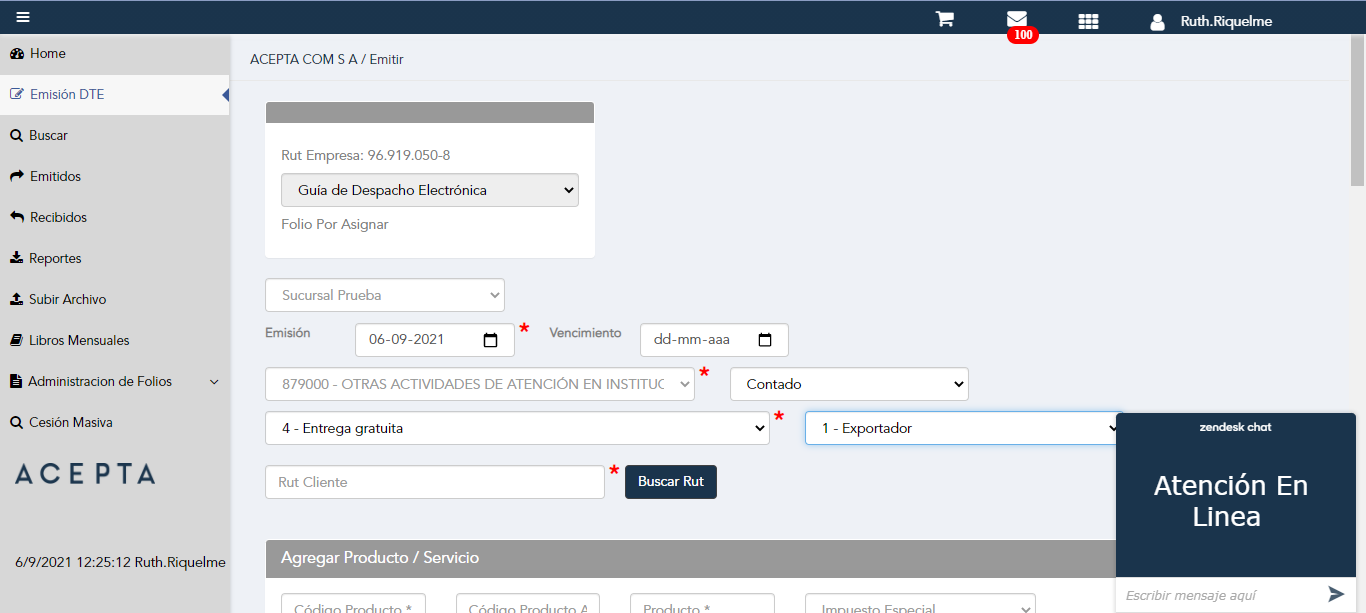 Ruth.Riquelme
100
Home
Emisión DTE
Buscar
Emitidos
Recibidos
Reportes
Subir Archivo
Libros Mensuales
Administracion de Folios
Cesión Masiva
ACEPTA
6/9/2021 12:25:12 Ruth.Riquelme
ACEPTA COM S A / Emitir
Rut Empresa: 96.919.050-8
Guía de Despacho Electrónica
Folio Por Asignar
Sucursal Prueba
Emisión 06-09-2021 * Vencimiento dd-mm-aaa
879000 - OTRAS ACTIVIDADES DE ATENCIÓN EN INSTITUC * Contado
4 - Entrega gratuita * 1 - Exportador
Rut Cliente * Buscar Rut
Agregar Producto / Servicio
Código Producto * Código Producto A Producto * Impuesto Especial
zendesk chat
Atención En
Linea
Escribir mensaje aquí